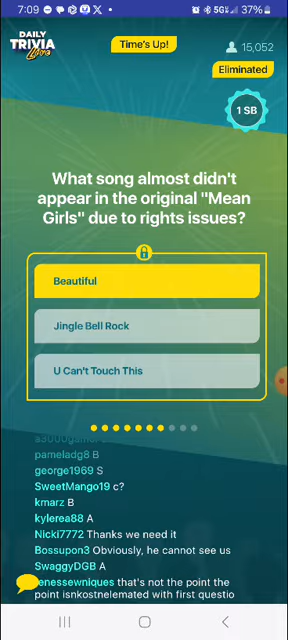 7:09
5G
37%
DAILY
TRIVIA
Live
Time's Up!
15,052
Eliminated
1 SB
What song almost didn't
appear in the original "Mean
Girls" due to rights issues?
Beautiful
Jingle Bell Rock
U Can't Touch This
pameladg8 B
george1969 S
SweetMango19 c?
kmarz B
kylerea88 A
Nicki7772 Thanks we need it
Bossupon3 Obviously, he cannot see us
SwaggyDGB A
enessewniques that's not the point the
point isnkostnelemated with first questio